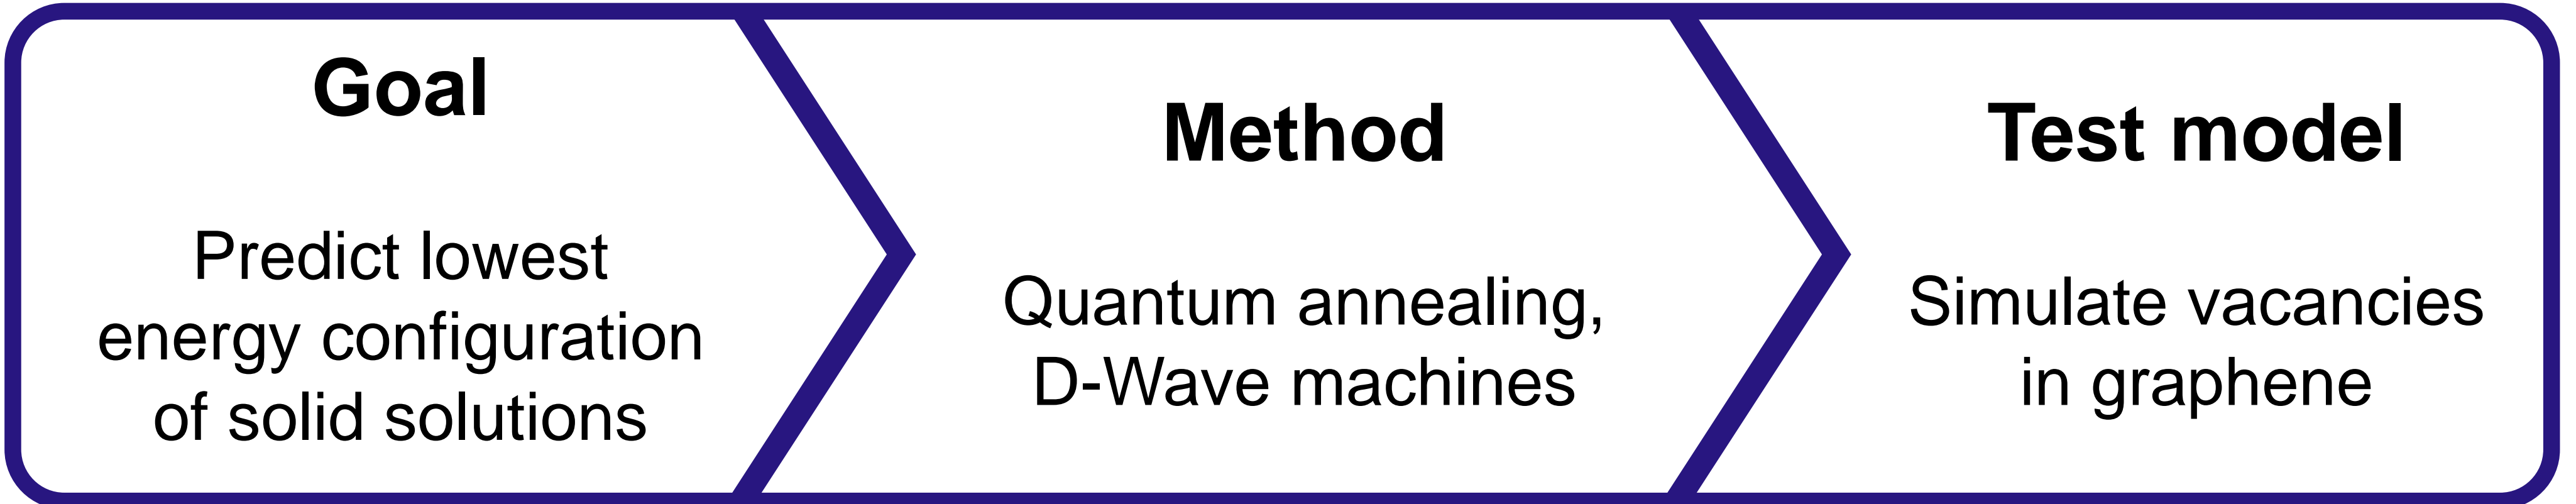 Goal
Predict lowest
energy configuration
of solid solutions
Method
Quantum annealing,
D-Wave machines
Test model
Simulate vacancies
in graphene